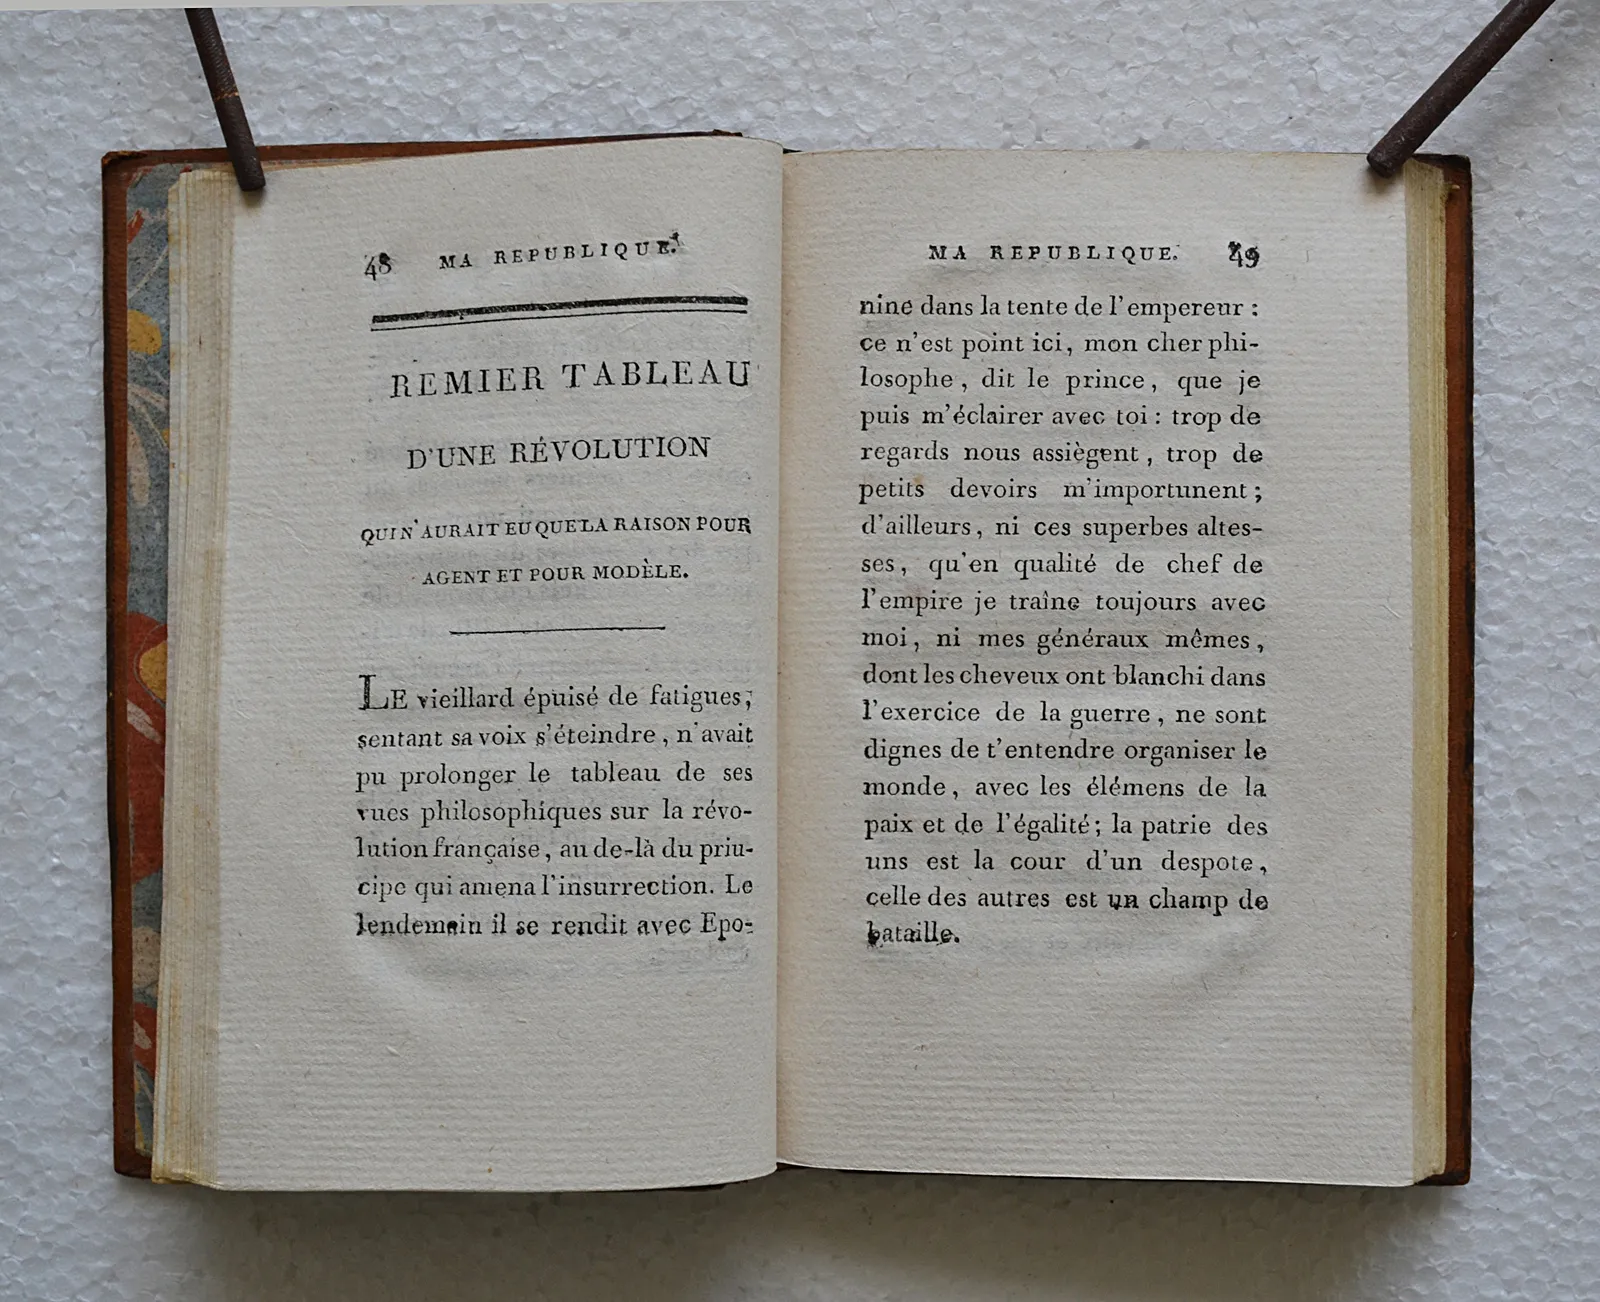 48 MA REPUBLIQUE.
REMIER TABLEAU
D'UNE RÉVOLUTION
QUI N'AURAIT EU QUE LA RAISON POUR
AGENT ET POUR MODÈLE.
LE vieillard épuisé de fatigues,
sentant sa voix s'éteindre, n'avait
pu prolonger le tableau de ses
vues philosophiques sur la révo-
lution française, au de-là du priu-
cipe qui amena l'insurrection. Le
lendemain il se rendit avec Epo-
MA REPUBLIQUE. 49
nine dans la tente de l'empereur :
ce n'est point ici, mon cher phi-
losophe, dit le prince, que je
puis m'éclairer avec toi : trop de
regards nous assiègent, trop de
petits devoirs m'importunent ;
d'ailleurs, ni ces superbes altes-
ses, qu'en qualité de chef de
l'empire je traîne toujours avec
moi, ni mes généraux mêmes,
dont les cheveux ont blanchi dans
l'exercice de la guerre, ne sont
dignes de t'entendre organiser le
monde, avec les élémens de la
paix et de l'égalité ; la patrie des
uns est la cour d'un despote,
celle des autres est un champ de
bataille.